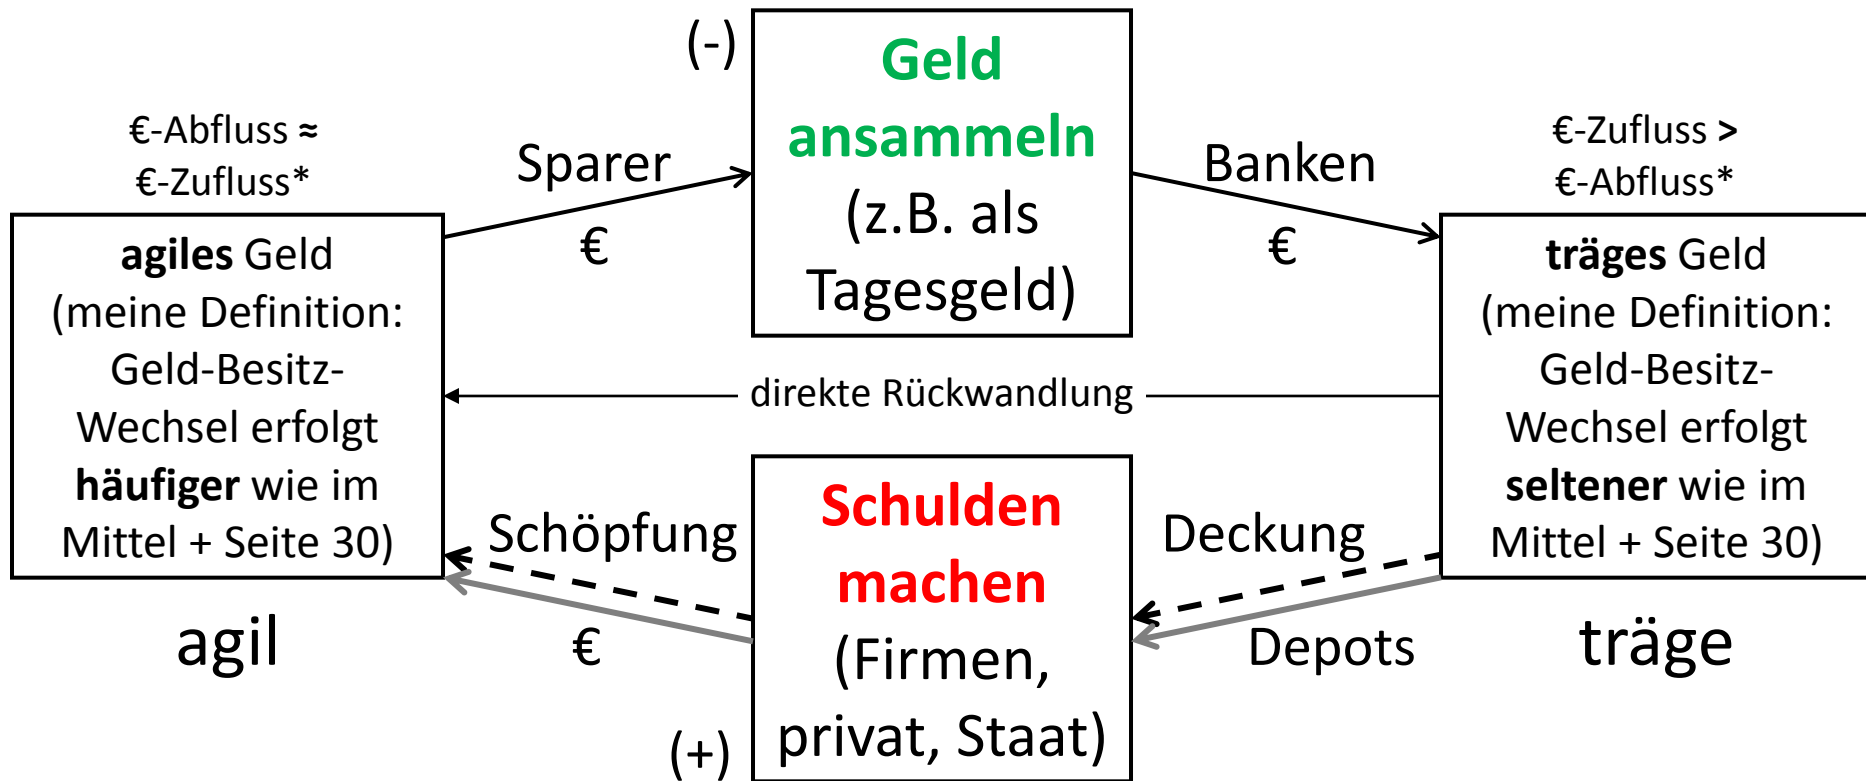 (-)
Geld
ansammeln
(z.B. als
Tagesgeld)
€-Abfluss ≈
€-Zufluss*
Sparer
€
Banken
€
€-Zufluss >
€-Abfluss*
agiles Geld
(meine Definition:
Geld-Besitz-
Wechsel erfolgt
häufiger wie im
Mittel + Seite 30)
agil
direkte Rückwandlung
träges Geld
(meine Definition:
Geld-Besitz-
Wechsel erfolgt
seltener wie im
Mittel + Seite 30)
träge
Schöpfung
€
Schulden
machen
(Firmen,
privat, Staat)
(+)
Deckung
Depots